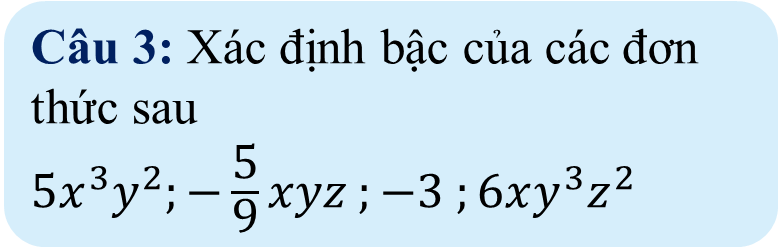 Câu 3: Xác định bậc của các đơn
thức sau
5x³y²; −5/9 xyz ; −3 ; 6xy³z²